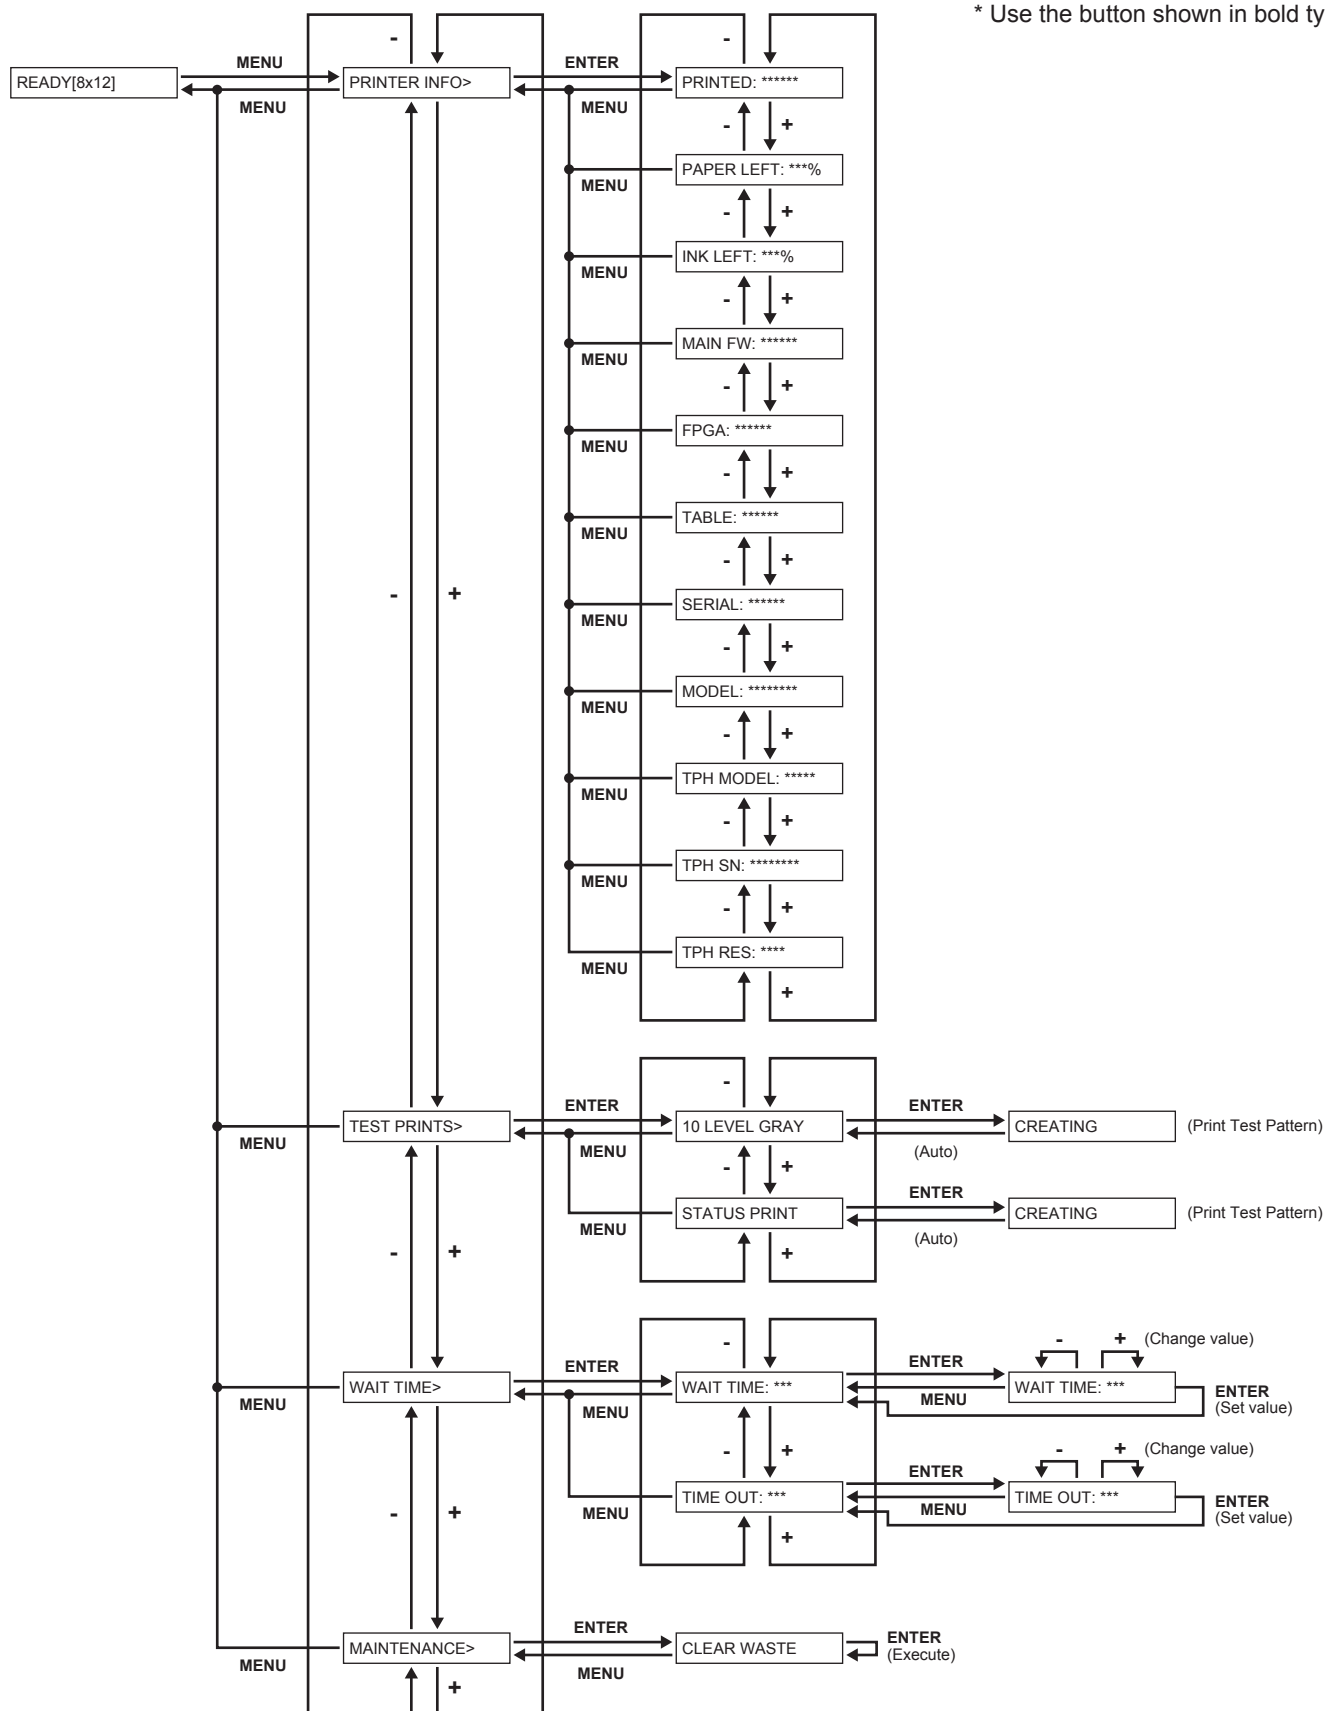 * Use the button shown in bold ty
-
-
MENU
ENTER
READY[8x12]
PRINTER INFO>
PRINTED: ******
MENU
MENU
-
+
PAPER LEFT: ***%
MENU
-
+
INK LEFT: ***%
MENU
-
+
MAIN FW: ******
MENU
-
+
FPGA: ******
MENU
-
+
TABLE: ******
MENU
-
+
-
+
SERIAL: ******
MENU
-
+
MODEL: ********
MENU
-
+
TPH MODEL: *****
MENU
-
+
TPH SN: ********
MENU
-
+
TPH RES: ****
MENU
+
-
ENTER
ENTER
TEST PRINTS>
10 LEVEL GRAY
CREATING
(Print Test Pattern)
MENU
MENU
(Auto)
-
+
ENTER
STATUS PRINT
CREATING
(Print Test Pattern)
MENU
(Auto)
-
+
+
-
-
+
(Change value)
ENTER
ENTER
WAIT TIME>
WAIT TIME: ***
WAIT TIME: ***
ENTER
MENU
MENU
MENU
(Set value)
-
+
-
+
(Change value)
ENTER
TIME OUT: ***
TIME OUT: ***
ENTER
MENU
MENU
(Set value)
-
+
+
ENTER
MAINTENANCE>
CLEAR WASTE
ENTER
(Execute)
MENU
MENU
+